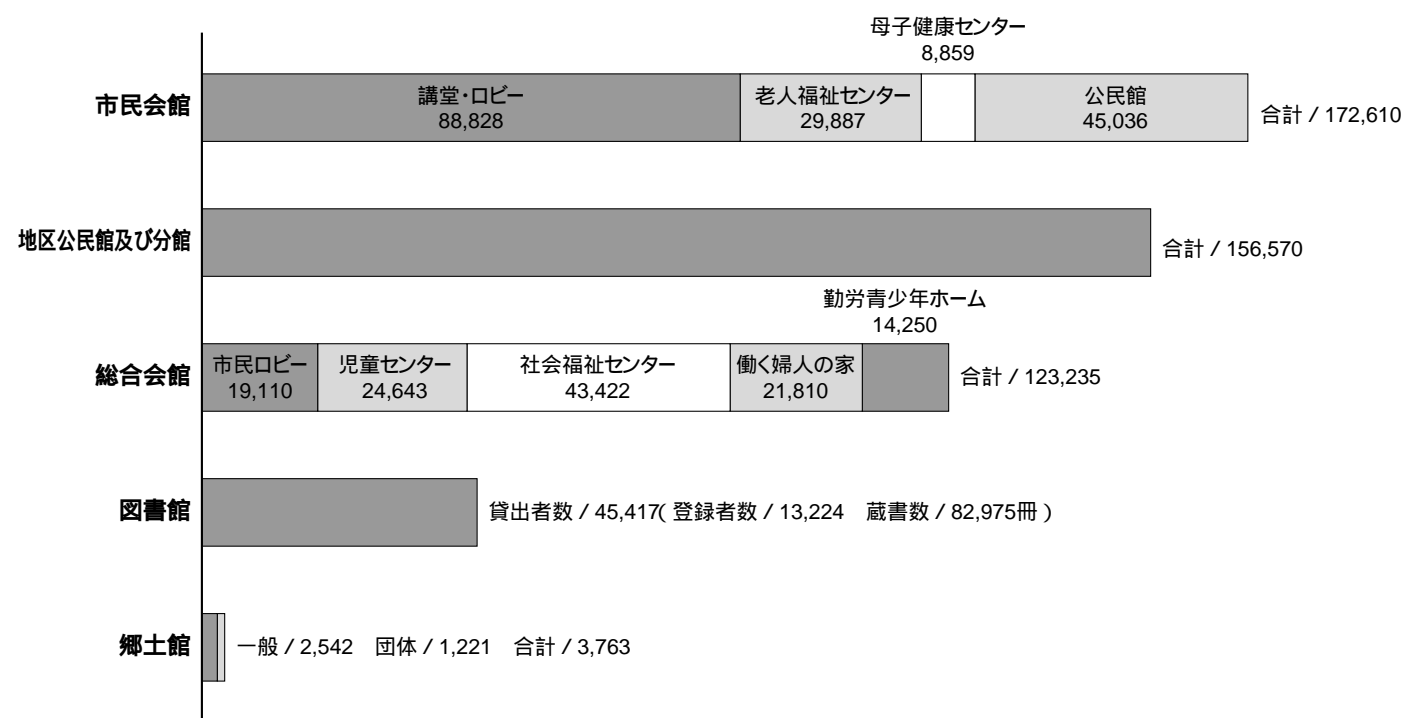 母子健康センター
8,859
市民会館
講堂・ロビー
88,828
老人福祉センター
29,887
公民館
45,036
合計 / 172,610
地区公民館及び分館
合計 / 156,570
勤労青少年ホーム
14,250
総合会館
市民ロビー
19,110
児童センター
24,643
社会福祉センター
43,422
働く婦人の家
21,810
合計 / 123,235
図書館
貸出者数 / 45,417( 登録者数 / 13,224　蔵書数 / 82,975冊 )
郷土館
一般 / 2,542　団体 / 1,221　合計 / 3,763